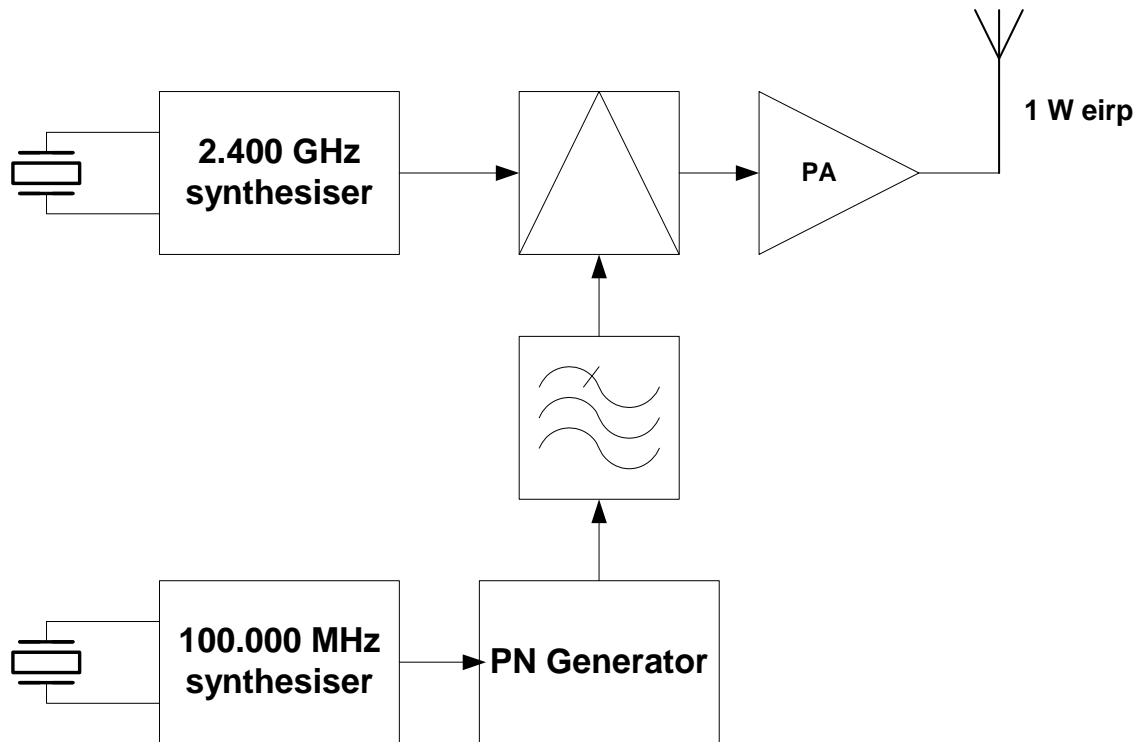 2.400 GHz
synthesiser
PA
1 W eirp
100.000 MHz
synthesiser
PN Generator